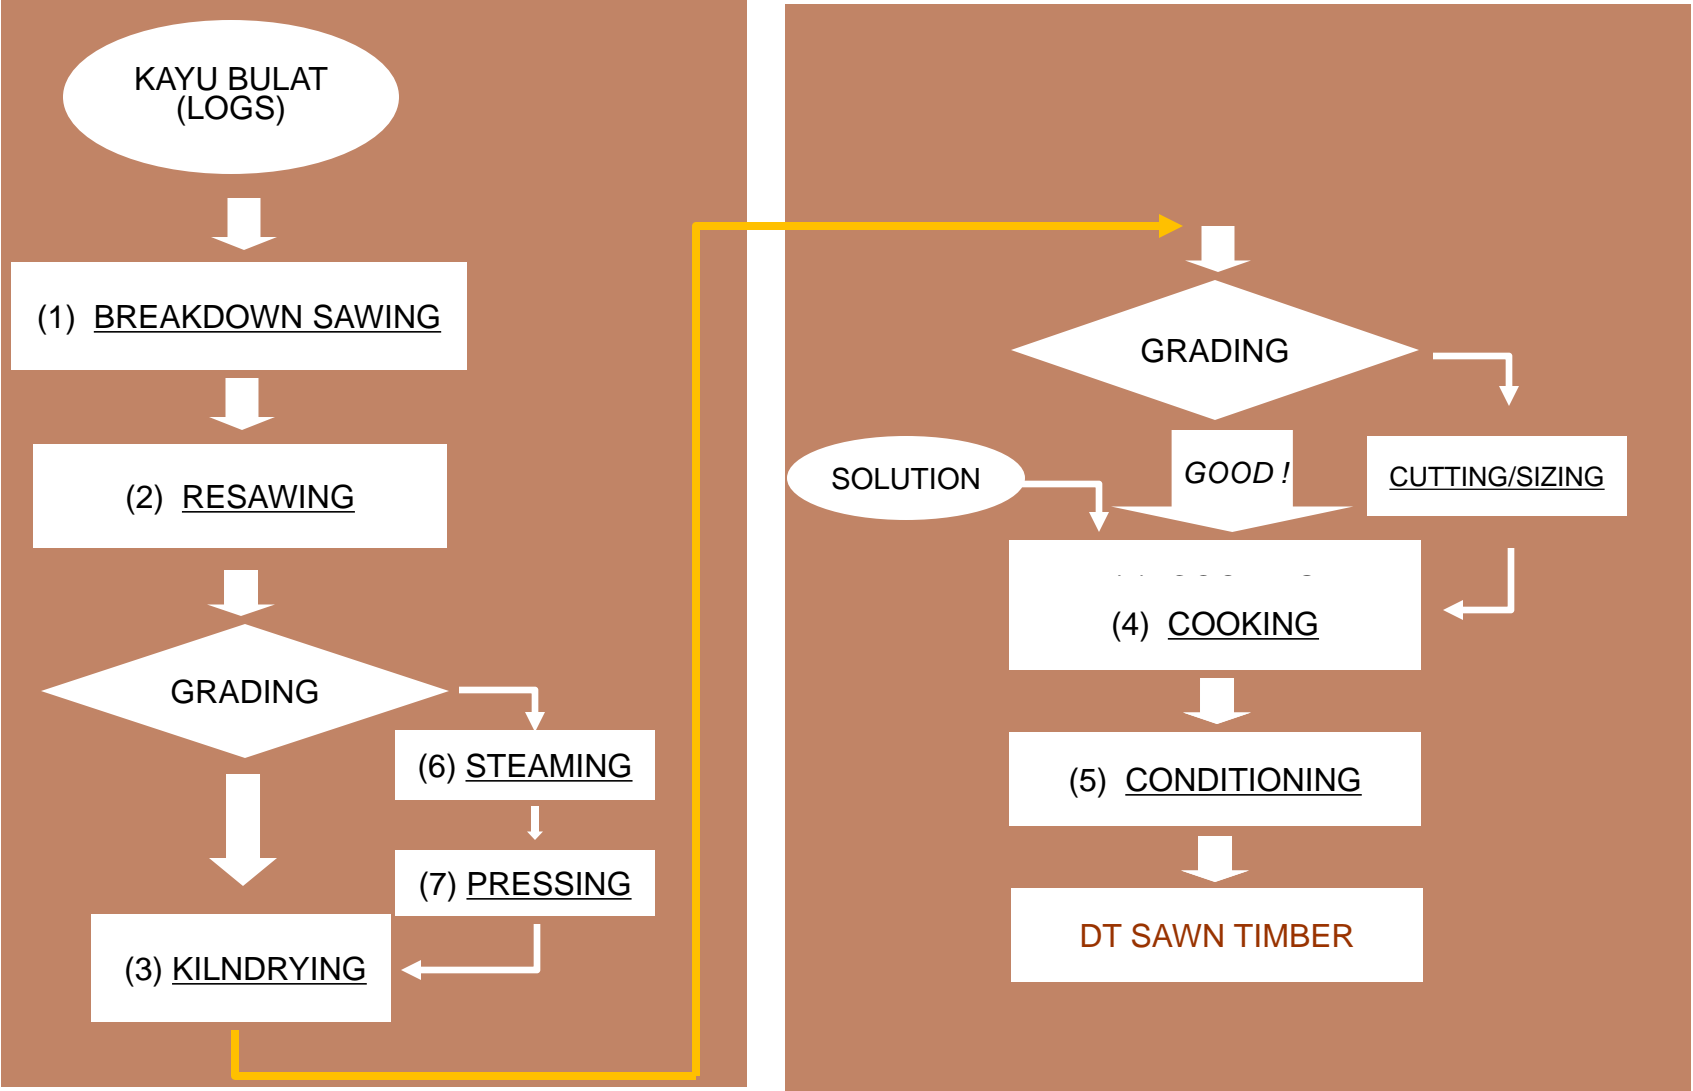 KAYU BULAT
(LOGS)
(1) BREAKDOWN SAWING
(2) RESAWING
GRADING
(6) STEAMING
(7) PRESSING
(3) KILNDRYING
GRADING
SOLUTION
GOOD !
CUTTING/SIZING
(4) COOKING
(5) CONDITIONING
DT SAWN TIMBER